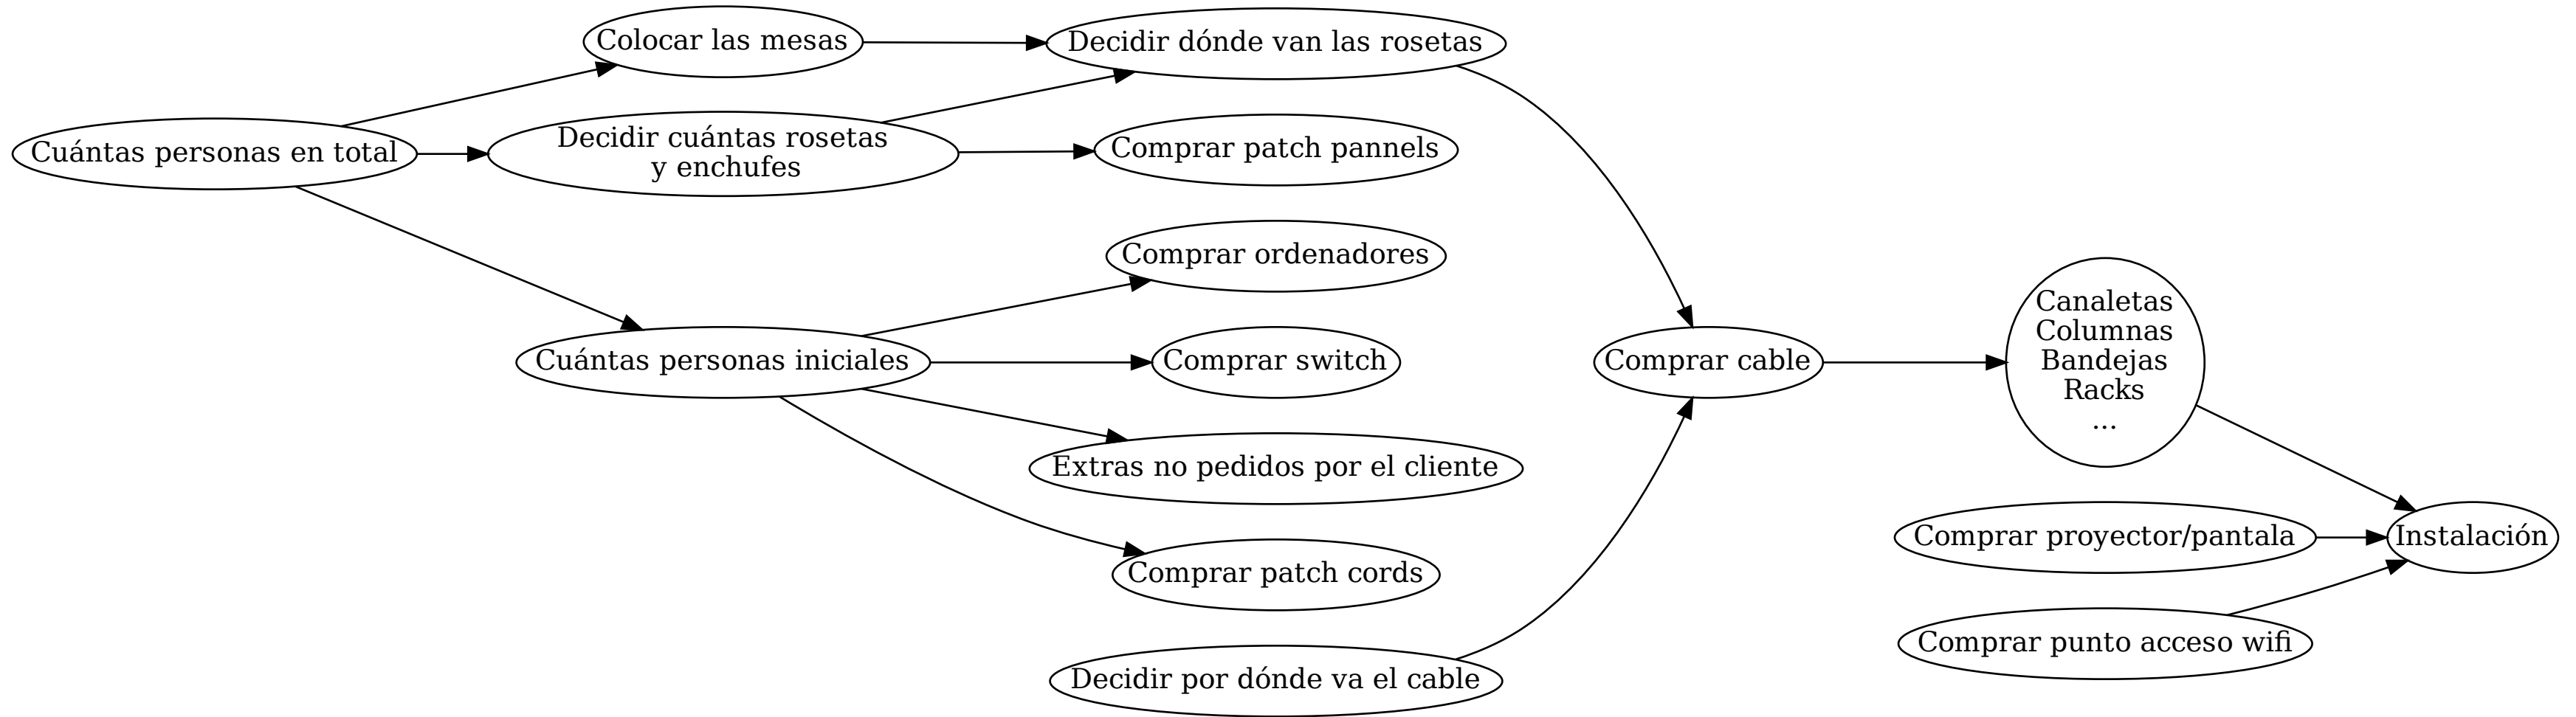 Colocar las mesas
Decidir dónde van las rosetas
Cuántas personas en total
Decidir cuántas rosetas
y enchufes
Comprar patch pannels
Comprar ordenadores
Cuántas personas iniciales
Comprar switch
Extras no pedidos por el cliente
Comprar patch cords
Decidir por dónde va el cable
Comprar cable
Canaletas
Columnas
Bandejas
Racks
...
Comprar proyector/pantala
Comprar punto acceso wifi
Instalación